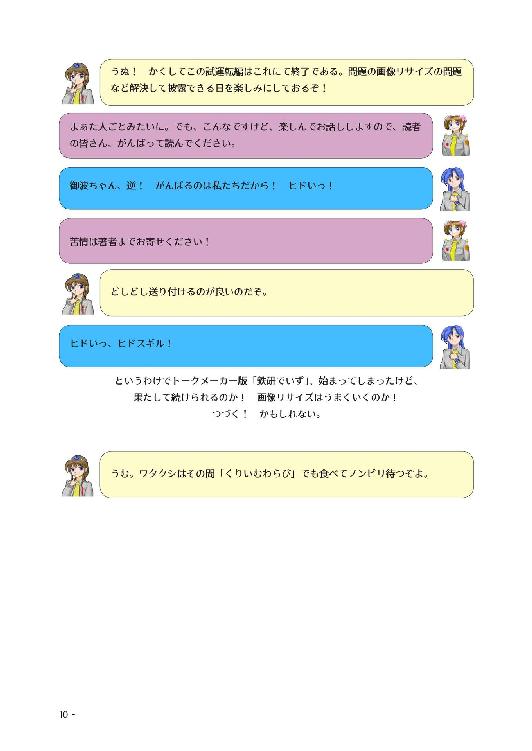 うぬ！　かくしてこの試運転編はこれにて終了である。問題の画像リサイズの問題
など解決して披露できる日を楽しみにしておるぞ！
まあた人ごとみたいに。でも、こんなですけど、楽しんでお話ししますので、読者
の皆さん、がんばって読んでください。
御波ちゃん、逆！　がんばるのは私たちだから！　ヒドいっ！
苦情は著者までお寄せください！
どしどし送り付けるのが良いのだぞ。
ヒドいっ、ヒドスギル！
というわけでトークメーカー版「鉄研でいず」、始まってしまったけど、
果たして続けられるのか！　画像リサイズはうまくいくのか！
つづく！　かもしれない。
うむ。ワタクシはその間「くりいむわらび」でも食べてノンビリ待つぞよ。
10 -